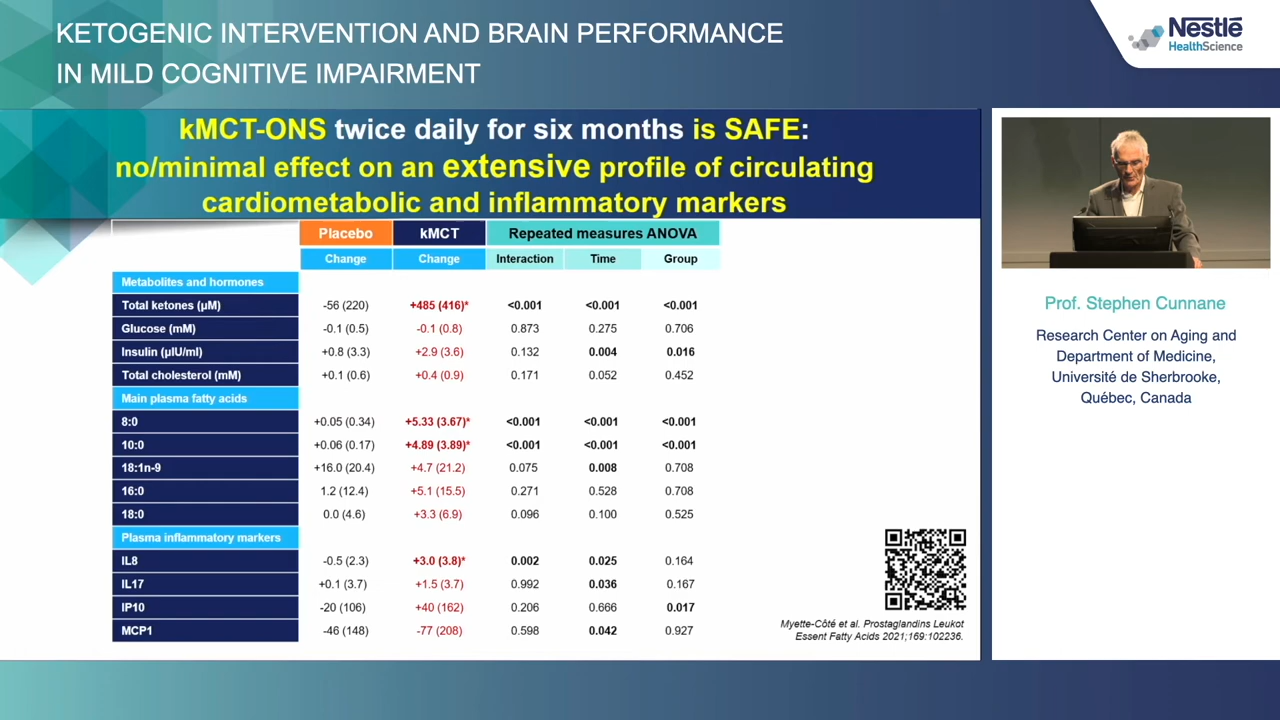 KETOGENIC INTERVENTION AND BRAIN PERFORMANCE
IN MILD COGNITIVE IMPAIRMENT
Nestlé
HealthScience
kMCT-ONS twice daily for six months is SAFE:
no/minimal effect on an extensive profile of circulating
cardiometabolic and inflammatory markers
Placebo kMCT Repeated measures ANOVA
Change Change Interaction Time Group
Metabolites and hormones
Total ketones (µM) -56 (220) +485 (416)* <0.001 <0.001 <0.001
Glucose (mM) -0.1 (0.5) -0.1 (0.8) 0.873 0.275 0.706
Insulin (µIU/ml) +0.8 (3.3) +2.9 (3.6) 0.132 0.004 0.016
Total cholesterol (mM) +0.1 (0.6) +0.4 (0.9) 0.171 0.052 0.452
Main plasma fatty acids
8:0 +0.05 (0.34) +5.33 (3.67)* <0.001 <0.001 <0.001
10:0 +0.06 (0.17) +4.89 (3.89)* <0.001 <0.001 <0.001
18:1n-9 +16.0 (20.4) +4.7 (21.2) 0.075 0.008 0.708
16:0 1.2 (12.4) +5.1 (15.5) 0.271 0.528 0.708
18:0 0.0 (4.6) +3.3 (6.9) 0.096 0.100 0.525
Plasma inflammatory markers
IL8 -0.5 (2.3) +3.0 (3.8)* 0.002 0.025 0.164
IL17 +0.1 (3.7) +1.5 (3.7) 0.992 0.036 0.167
IP10 -20 (106) +40 (162) 0.206 0.666 0.017
MCP1 -46 (148) -77 (208) 0.598 0.042 0.927
Myette-Côté et al. Prostaglandins Leukot
Essent Fatty Acids 2021;169:102236.
Prof. Stephen Cunnane
Research Center on Aging and
Department of Medicine,
Université de Sherbrooke,
Québec, Canada